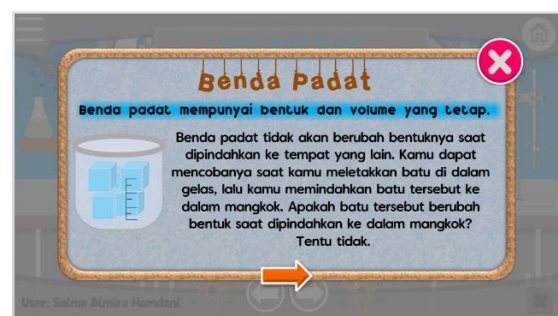 Benda Padat
Benda padat mempunyai bentuk dan volume yang tetap.
Benda padat tidak akan berubah bentuknya saat
dipindahkan ke tempat yang lain. Kamu dapat
mencobanya saat kamu meletakkan batu di dalam
gelas, lalu kamu memindahkan batu tersebut ke
dalam mangkok. Apakah batu tersebut berubah
bentuk saat dipindahkan ke dalam mangkok?
Tentu tidak.
User: Salma Almira Hamdani